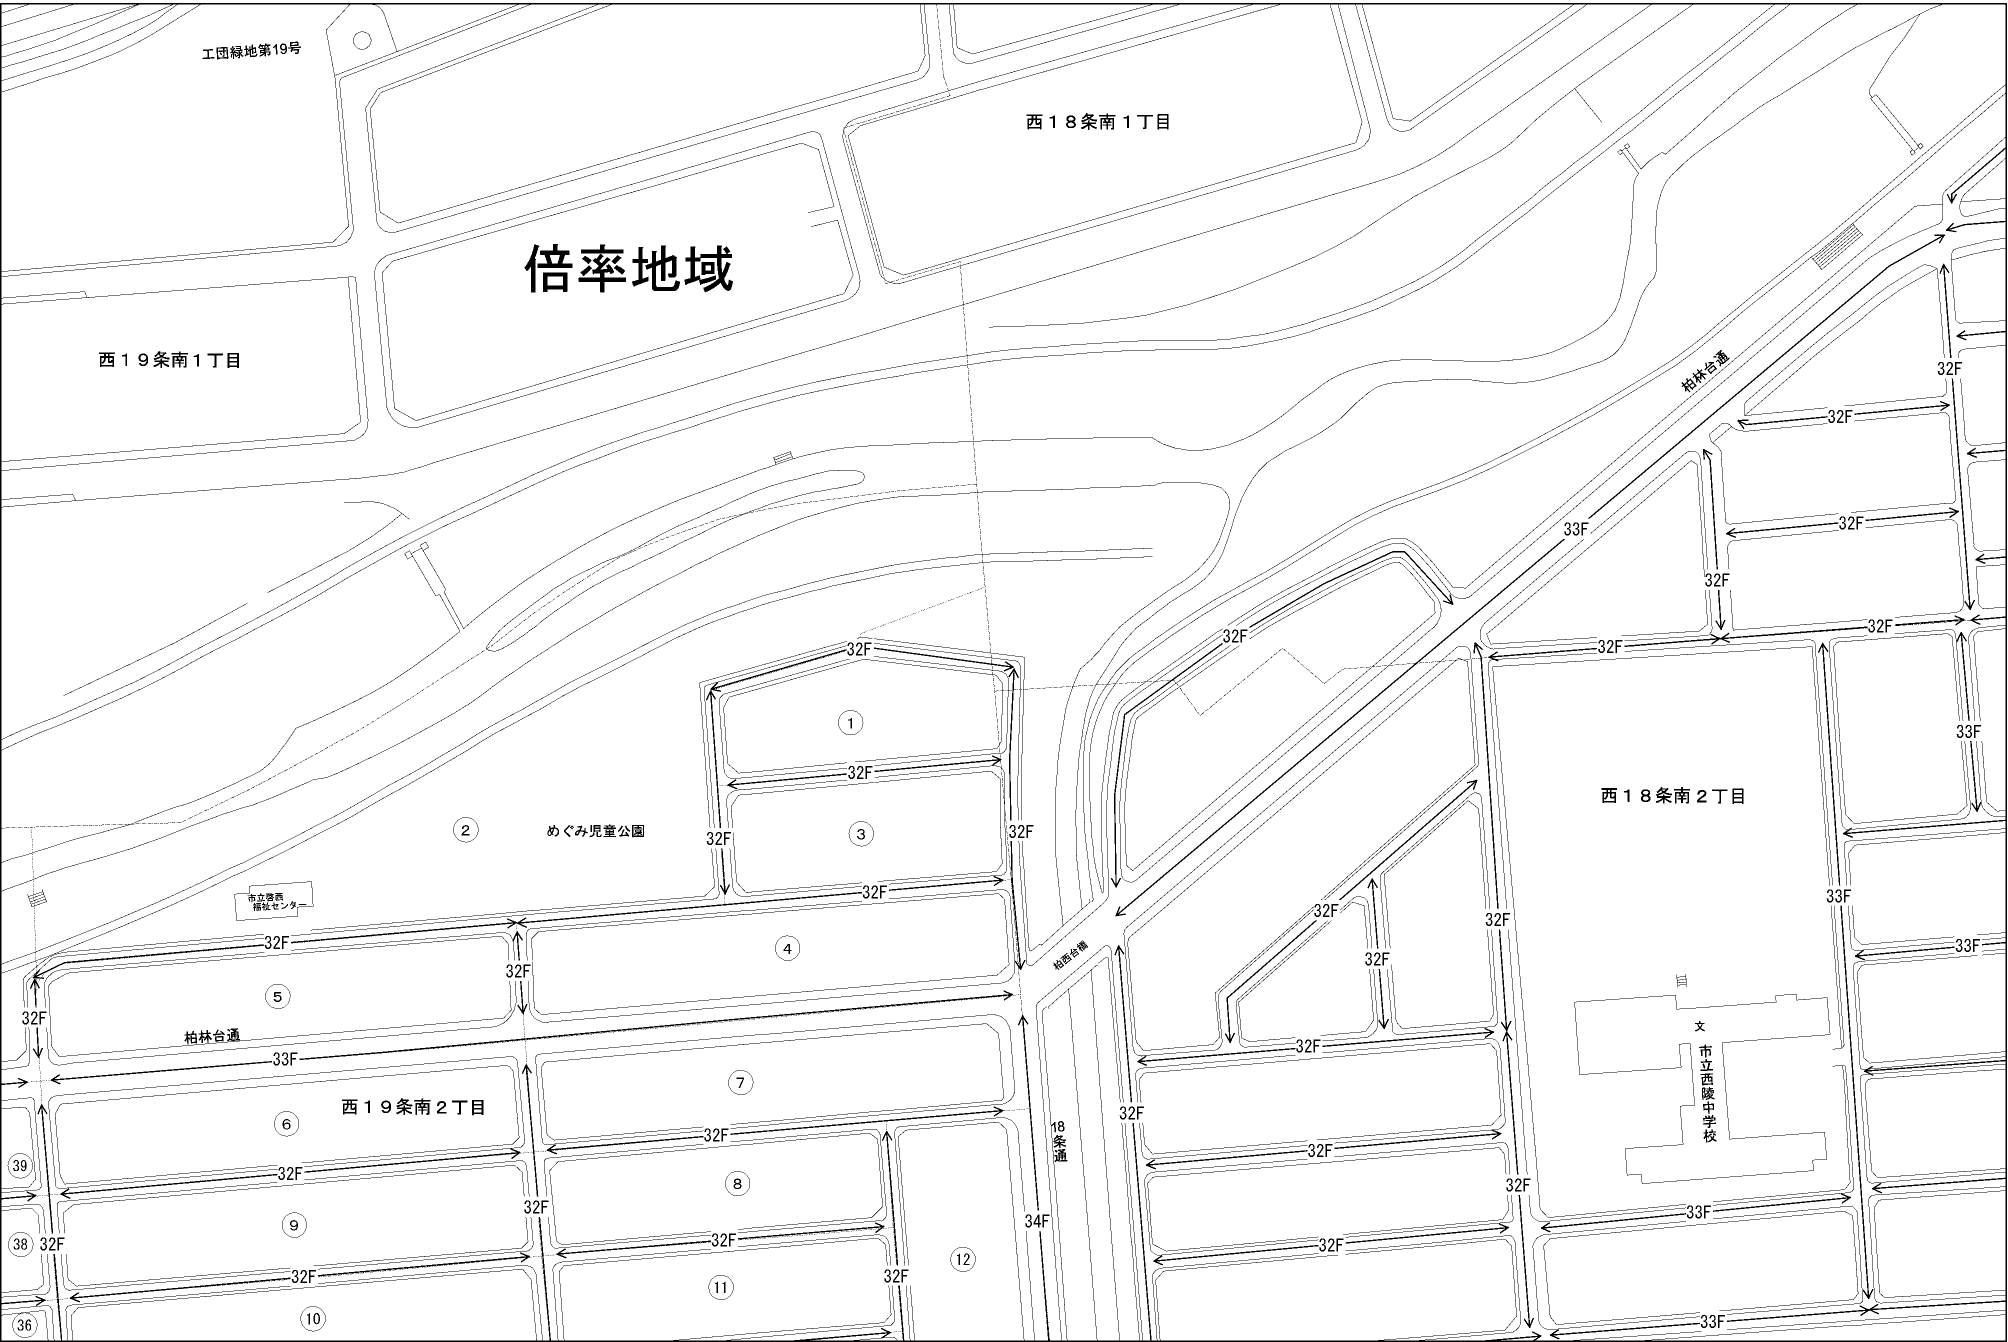 工団緑地第19号
西１８条南１丁目
倍率地域
西１９条南１丁目
柏林台通
32F
32F
33F
32F
32F
32F
32F
32F
32F
32F
33F
①
西１８条南２丁目
32F
②
めぐみ児童公園
32F
③
32F
市立啓西
福祉センター
32F
33F
32F
32F
32F
④
柏西台橋
32F
32F
33F
⑤
32F
柏林台通
33F
文
市立西陵中学校
32F
⑦
西１９条南２丁目
⑥
32F
18条通
32F
32F
㊴
32F
⑧
32F
32F
34F
33F
⑨
㊳
32F
32F
32F
⑫
32F
32F
⑪
⑩
㊱
33F